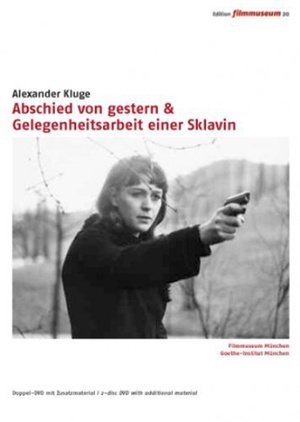 Edition filmmuseum 20
Alexander Kluge
Abschied von gestern &
Gelegenheitsarbeit einer Sklavin
Filmmuseum München
Goethe-Institut München
Doppel-DVD mit Zusatzmaterial / 2-disc DVD with additional material